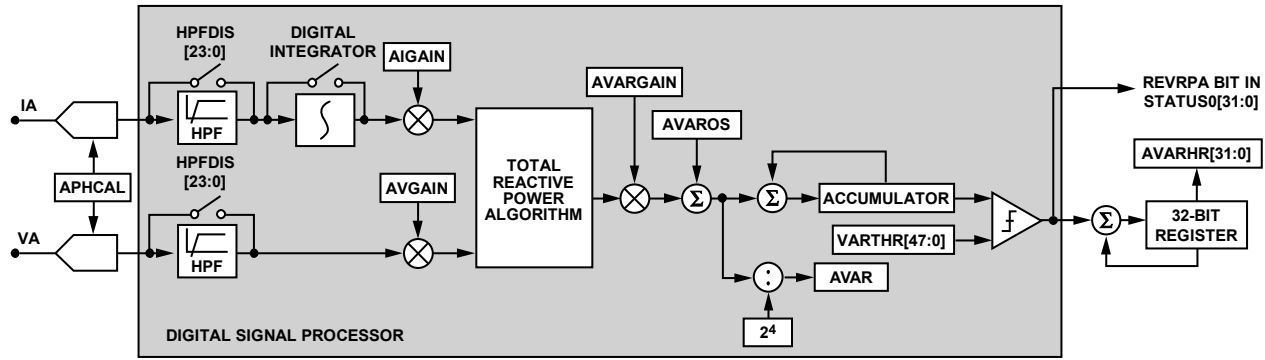 HPFDIS
[23:0]
DIGITAL
INTEGRATOR
AIGAIN
IA
HPF
AVARGAIN
REVRPA BIT IN
STATUS0[31:0]
AVAROS
APHCAL
HPFDIS
[23:0]
AVGAIN
TOTAL
REACTIVE
POWER
ALGORITHM
Σ
Σ
ACCUMULATOR
AVARHR[31:0]
VARTHR[47:0]
Σ
32-BIT
REGISTER
VA
HPF
:
AVAR
2⁴
DIGITAL SIGNAL PROCESSOR